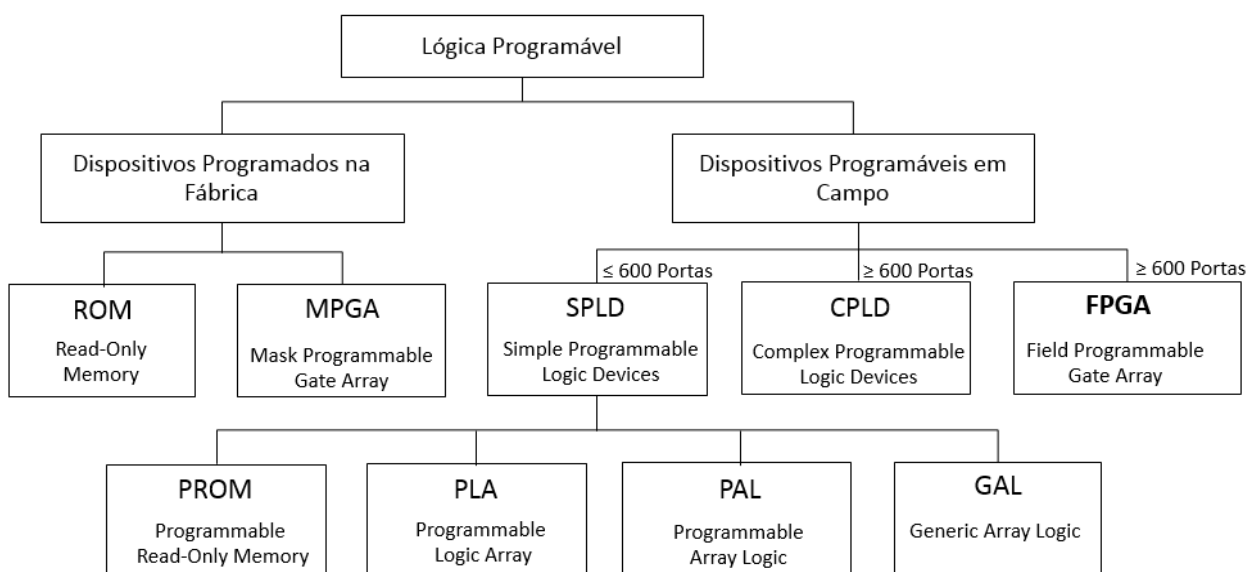 Lógica Programável
Dispositivos Programados na
Fábrica
Dispositivos Programáveis em
Campo
≤ 600 Portas
≥ 600 Portas
≥ 600 Portas
ROM
Read-Only
Memory
MPGA
Mask Programmable
Gate Array
SPLD
Simple Programmable
Logic Devices
CPLD
Complex Programmable
Logic Devices
FPGA
Field Programmable
Gate Array
PROM
Programmable
Read-Only Memory
PLA
Programmable
Logic Array
PAL
Programmable
Array Logic
GAL
Generic Array Logic